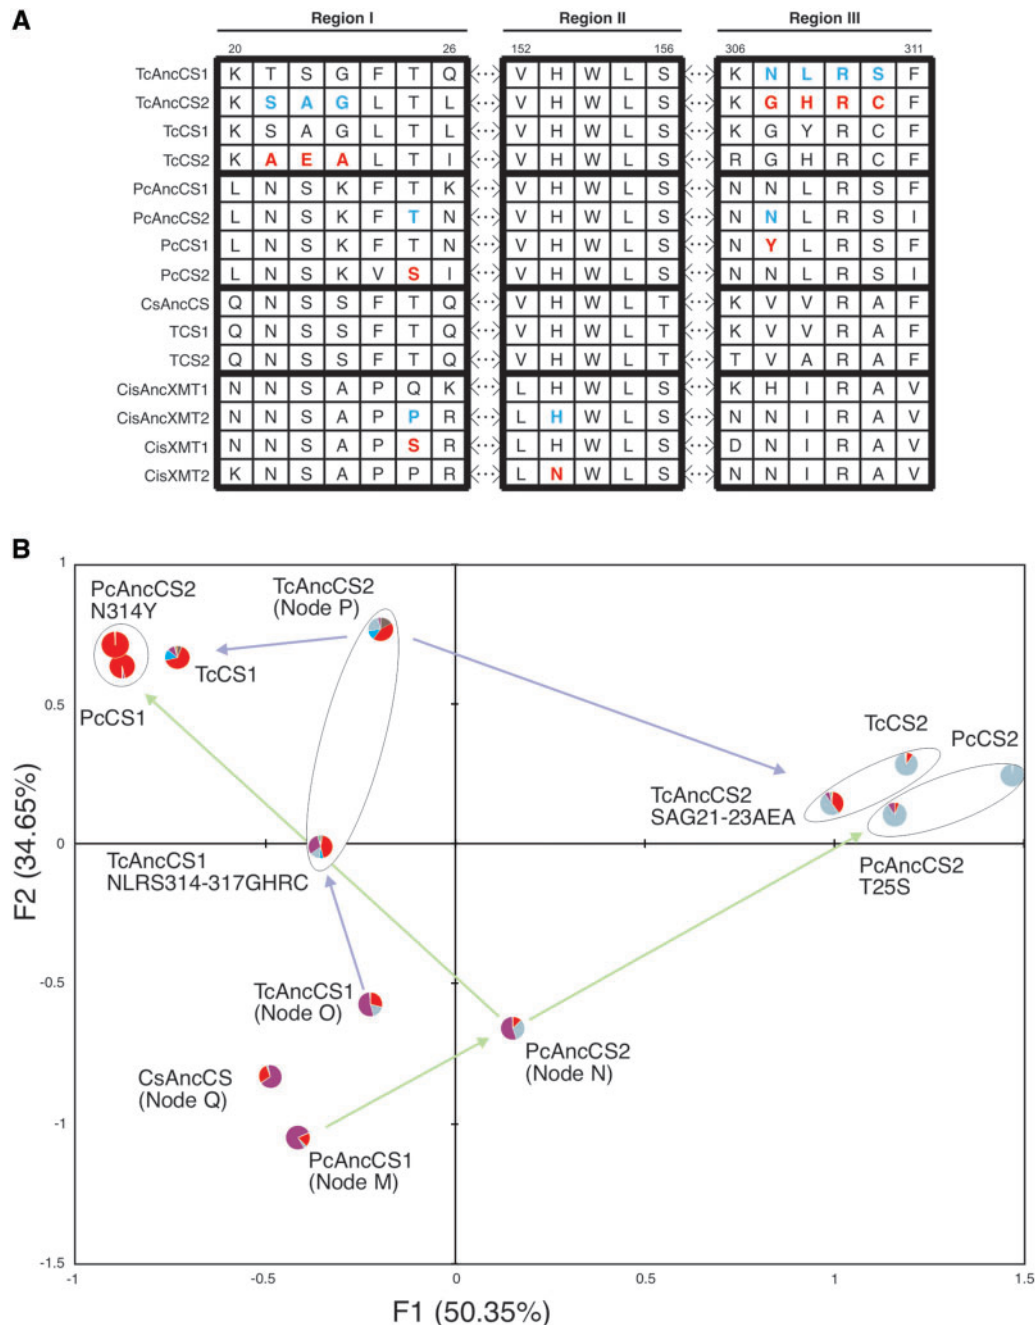 A
Region I Region II Region III
20 26 152 156 306 311
TcAncCS1 K T S G F T Q <···> V H W L S <···> K N L R S F
TcAncCS2 K S A G L T L <···> V H W L S <···> K G H R C F
TcCS1 K S A G L T L <···> V H W L S <···> K G Y R C F
TcCS2 K A E A L T I <···> V H W L S <···> R G H R C F
PcAncCS1 L N S K F T K <···> V H W L S <···> N N L R S F
PcAncCS2 L N S K F T N <···> V H W L S <···> N N L R S I
PcCS1 L N S K F T N <···> V H W L S <···> N Y L R S F
PcCS2 L N S K V S I <···> V H W L S <···> N N L R S I
CsAncCS Q N S S F T Q <···> V H W L T <···> K V V R A F
TCS1 Q N S S F T Q <···> V H W L T <···> K V V R A F
TCS2 Q N S S F T Q <···> V H W L T <···> T V A R A F
CisAncXMT1 N N S A P Q K <···> L H W L S <···> K H I R A V
CisAncXMT2 N N S A P P R <···> L H W L S <···> N N I R A V
CisXMT1 N N S A P S R <···> L H W L S <···> D N I R A V
CisXMT2 K N S A P P R <···> L N W L S <···> N N I R A V
B
1
PcAncCS2
N314Y
TcAncCS2
(Node P)
TcCS1
PcCS1
0.5
TcCS2
PcCS2
TcAncCS2
SAG21-23AEA
0
TcAncCS1
NLRS314-317GHRC
PcAncCS2
T25S
F2 (34.65%)
-0.5
TcAncCS1
(Node O)
PcAncCS2
(Node N)
CsAncCS
(Node Q)
-1
PcAncCS1
(Node M)
-1.5
-1 -0.5 0 0.5 1 1.5
F1 (50.35%)